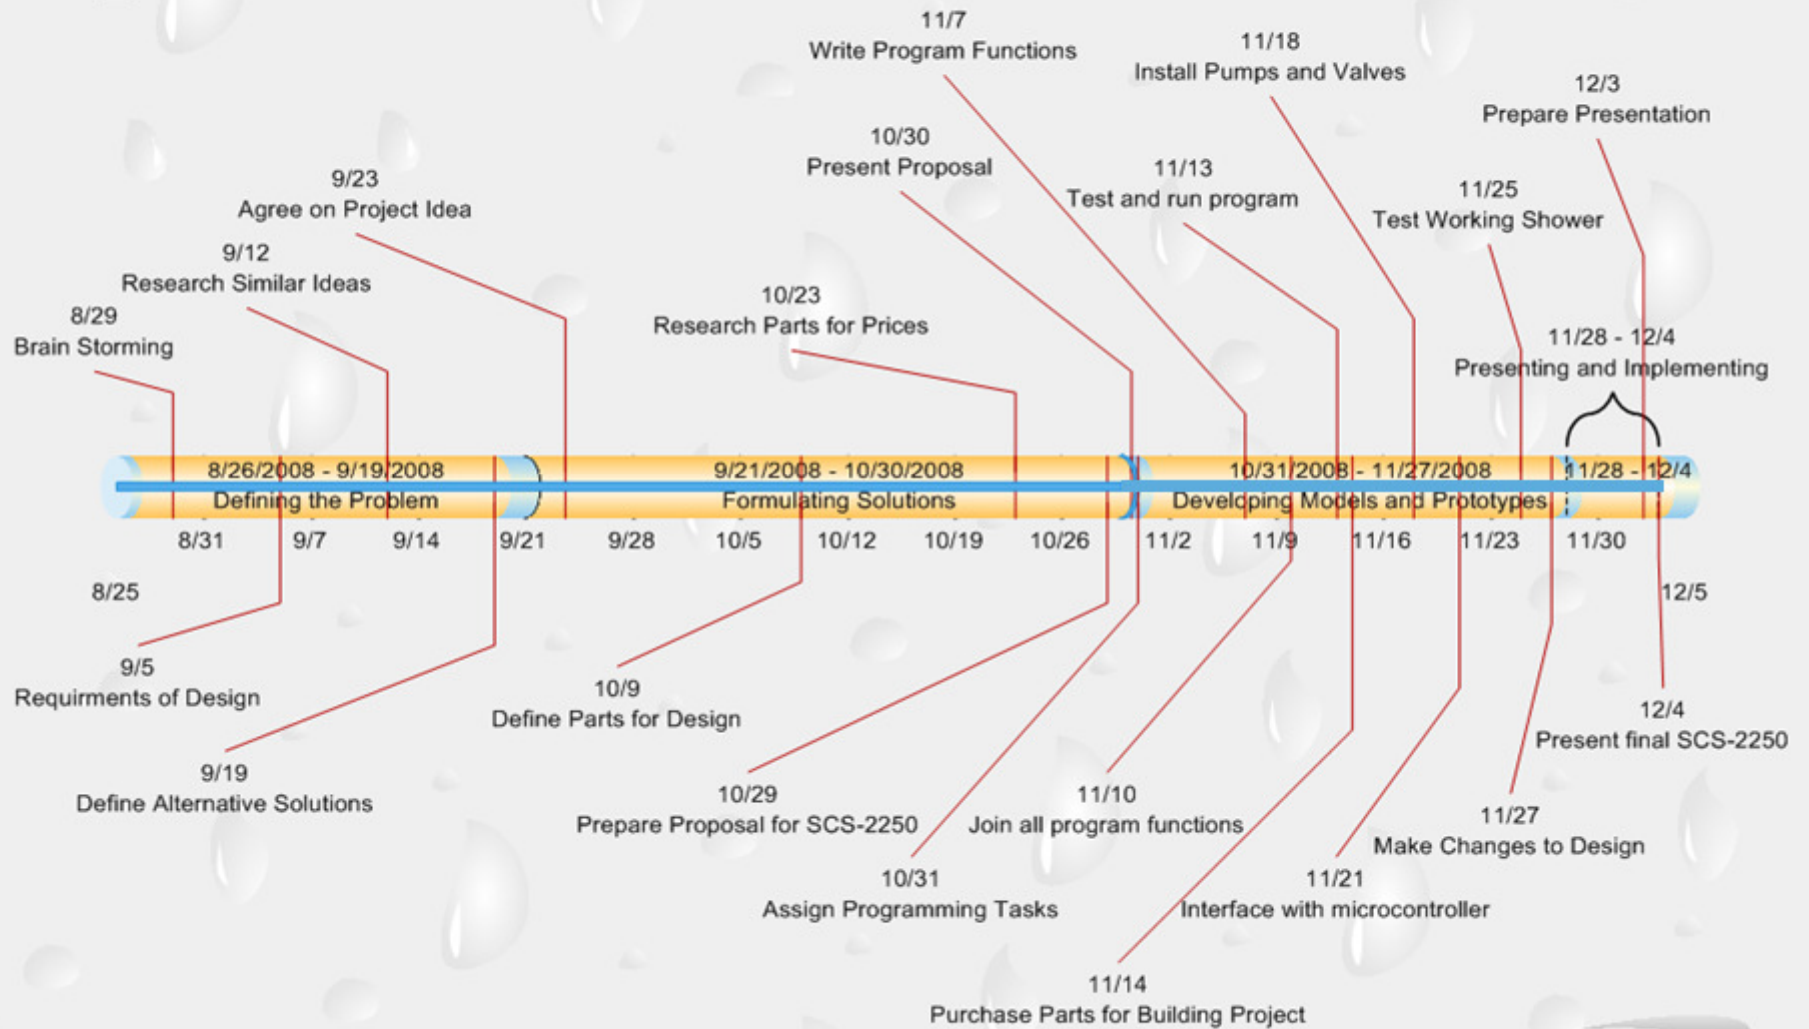 11/7
Write Program Functions
11/18
Install Pumps and Valves
12/3
Prepare Presentation
10/30
Present Proposal
11/13
Test and run program
9/23
Agree on Project Idea
11/25
Test Working Shower
9/12
Research Similar Ideas
10/23
Research Parts for Prices
8/29
Brain Storming
11/28 - 12/4
Presenting and Implementing
8/26/2008 - 9/19/2008
Defining the Problem
9/21/2008 - 10/30/2008
Formulating Solutions
10/31/2008 - 11/27/2008
Developing Models and Prototypes
11/28 - 12/4
8/31 9/7 9/14 9/21 9/28 10/5 10/12 10/19 10/26 11/2 11/9 11/16 11/23 11/30
8/25
12/5
9/5
Requirments of Design
10/9
Define Parts for Design
12/4
Present final SCS-2250
9/19
Define Alternative Solutions
10/29
Prepare Proposal for SCS-2250
11/10
Join all program functions
11/27
Make Changes to Design
10/31
Assign Programming Tasks
11/21
Interface with microcontroller
11/14
Purchase Parts for Building Project